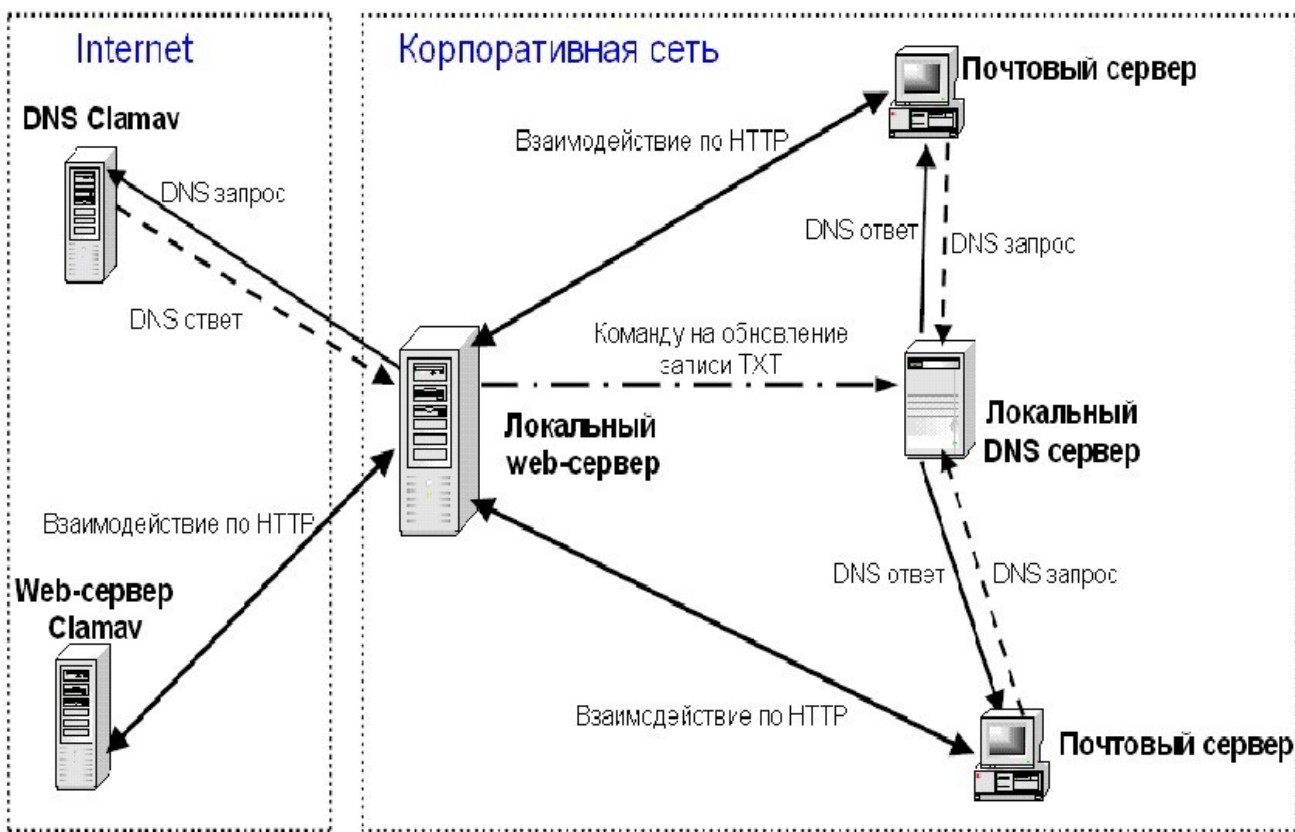 Internet
Корпоративная сеть
Почтовый сервер
DNS Clamav
Взаимодействие по HTTP
DNS запрос
DNS ответ
DNS запрос
DNS ответ
Команду на обновление
записи TXT
Локальный
web-сервер
Локальный
DNS сервер
Взаимодействие по HTTP
DNS ответ
DNS запрос
Web-сервер
Clamav
Взаимодействие по HTTP
Почтовый сервер